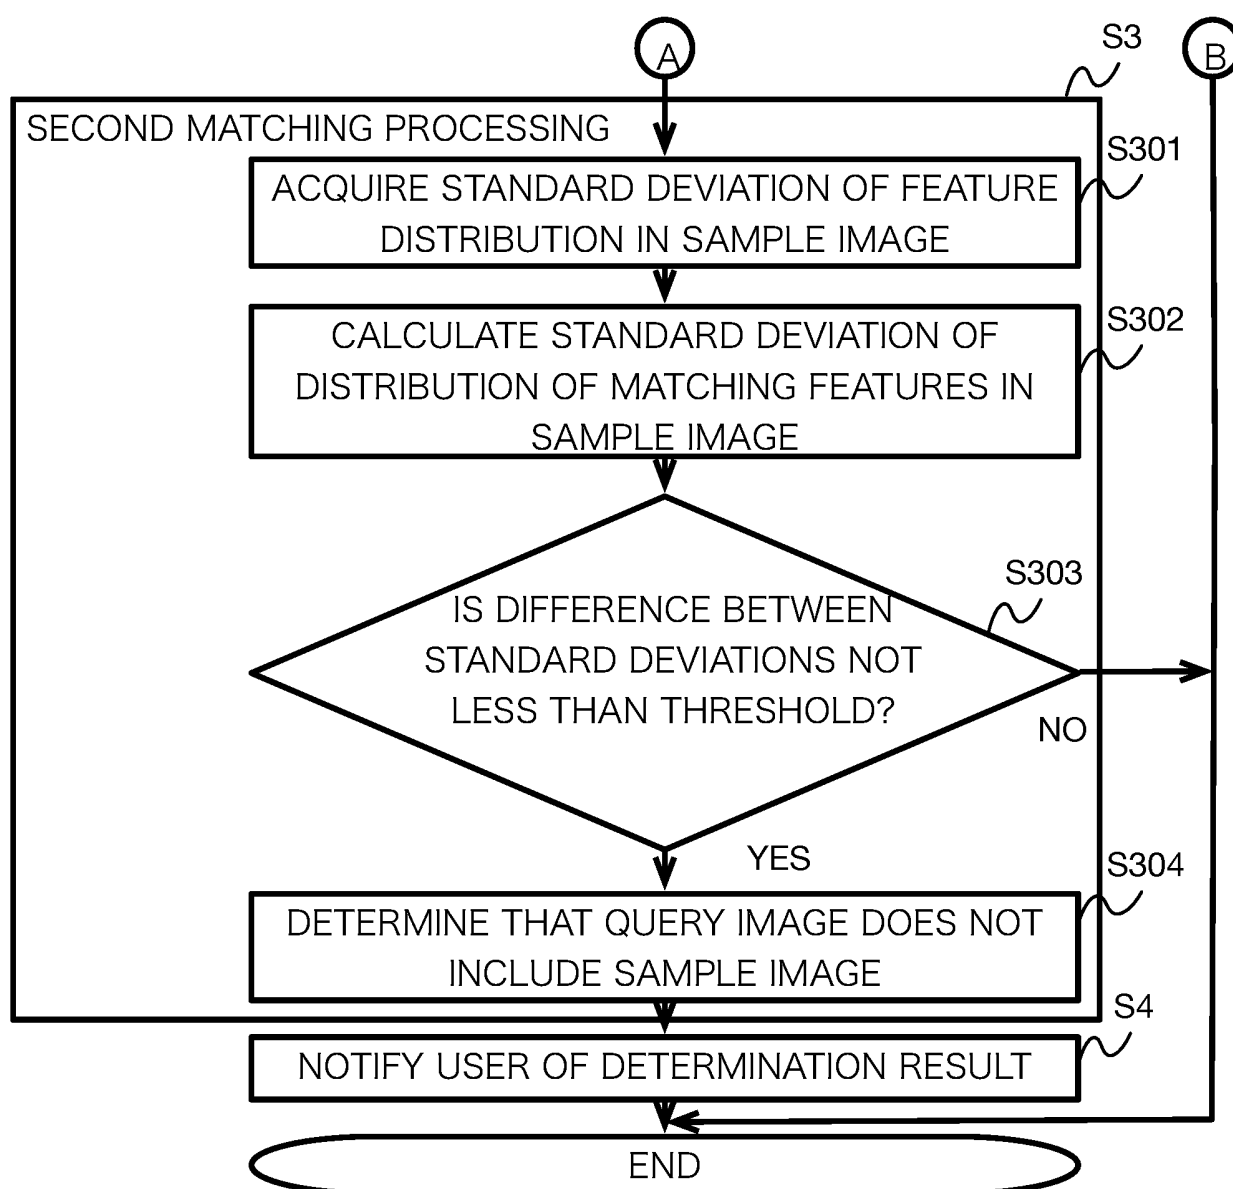 A
S3
B
SECOND MATCHING PROCESSING
S301
ACQUIRE STANDARD DEVIATION OF FEATURE
DISTRIBUTION IN SAMPLE IMAGE
S302
CALCULATE STANDARD DEVIATION OF
DISTRIBUTION OF MATCHING FEATURES IN
SAMPLE IMAGE
S303
IS DIFFERENCE BETWEEN
STANDARD DEVIATIONS NOT
LESS THAN THRESHOLD?
NO
YES
S304
DETERMINE THAT QUERY IMAGE DOES NOT
INCLUDE SAMPLE IMAGE
S4
NOTIFY USER OF DETERMINATION RESULT
END